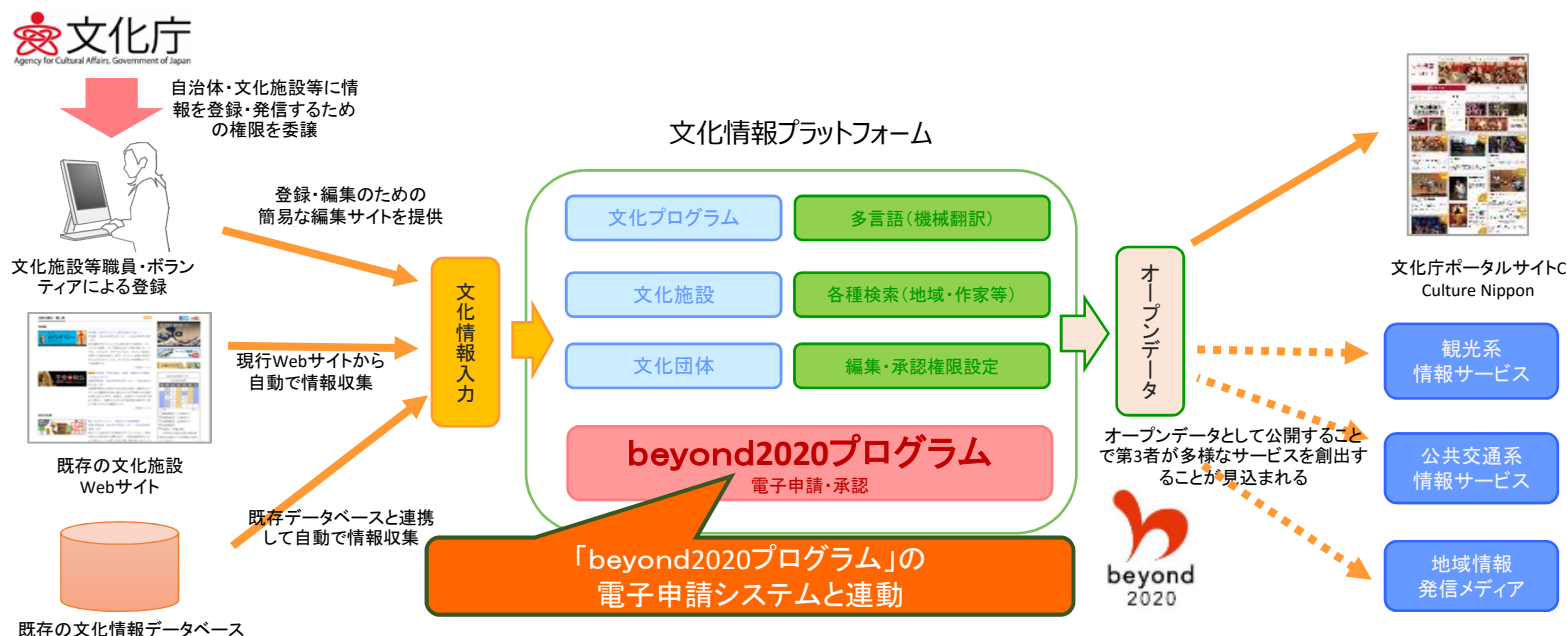 文化庁
Agency for Cultural Affairs, Government of Japan
自治体・文化施設等に情
報を登録・発信するため
の権限を委譲
登録・編集のための
簡易な編集サイトを提供
文化施設等職員・ボラン
ティアによる登録
現行Webサイトから
自動で情報収集
既存の文化施設
Webサイト
既存データベースと連携
して自動で情報収集
既存の文化情報データベース
文化情報入力
文化情報プラットフォーム
文化プログラム
多言語（機械翻訳）
文化施設
各種検索（地域・作家等）
文化団体
編集・承認権限設定
beyond2020プログラム
電子申請・承認
「beyond2020プログラム」の
電子申請システムと連動
オープンデータ
オープンデータとして公開すること
で第3者が多様なサービスを創出す
ることが見込まれる
beyond
2020
文化庁ポータルサイトC
Culture Nippon
観光系
情報サービス
公共交通系
情報サービス
地域情報
発信メディア